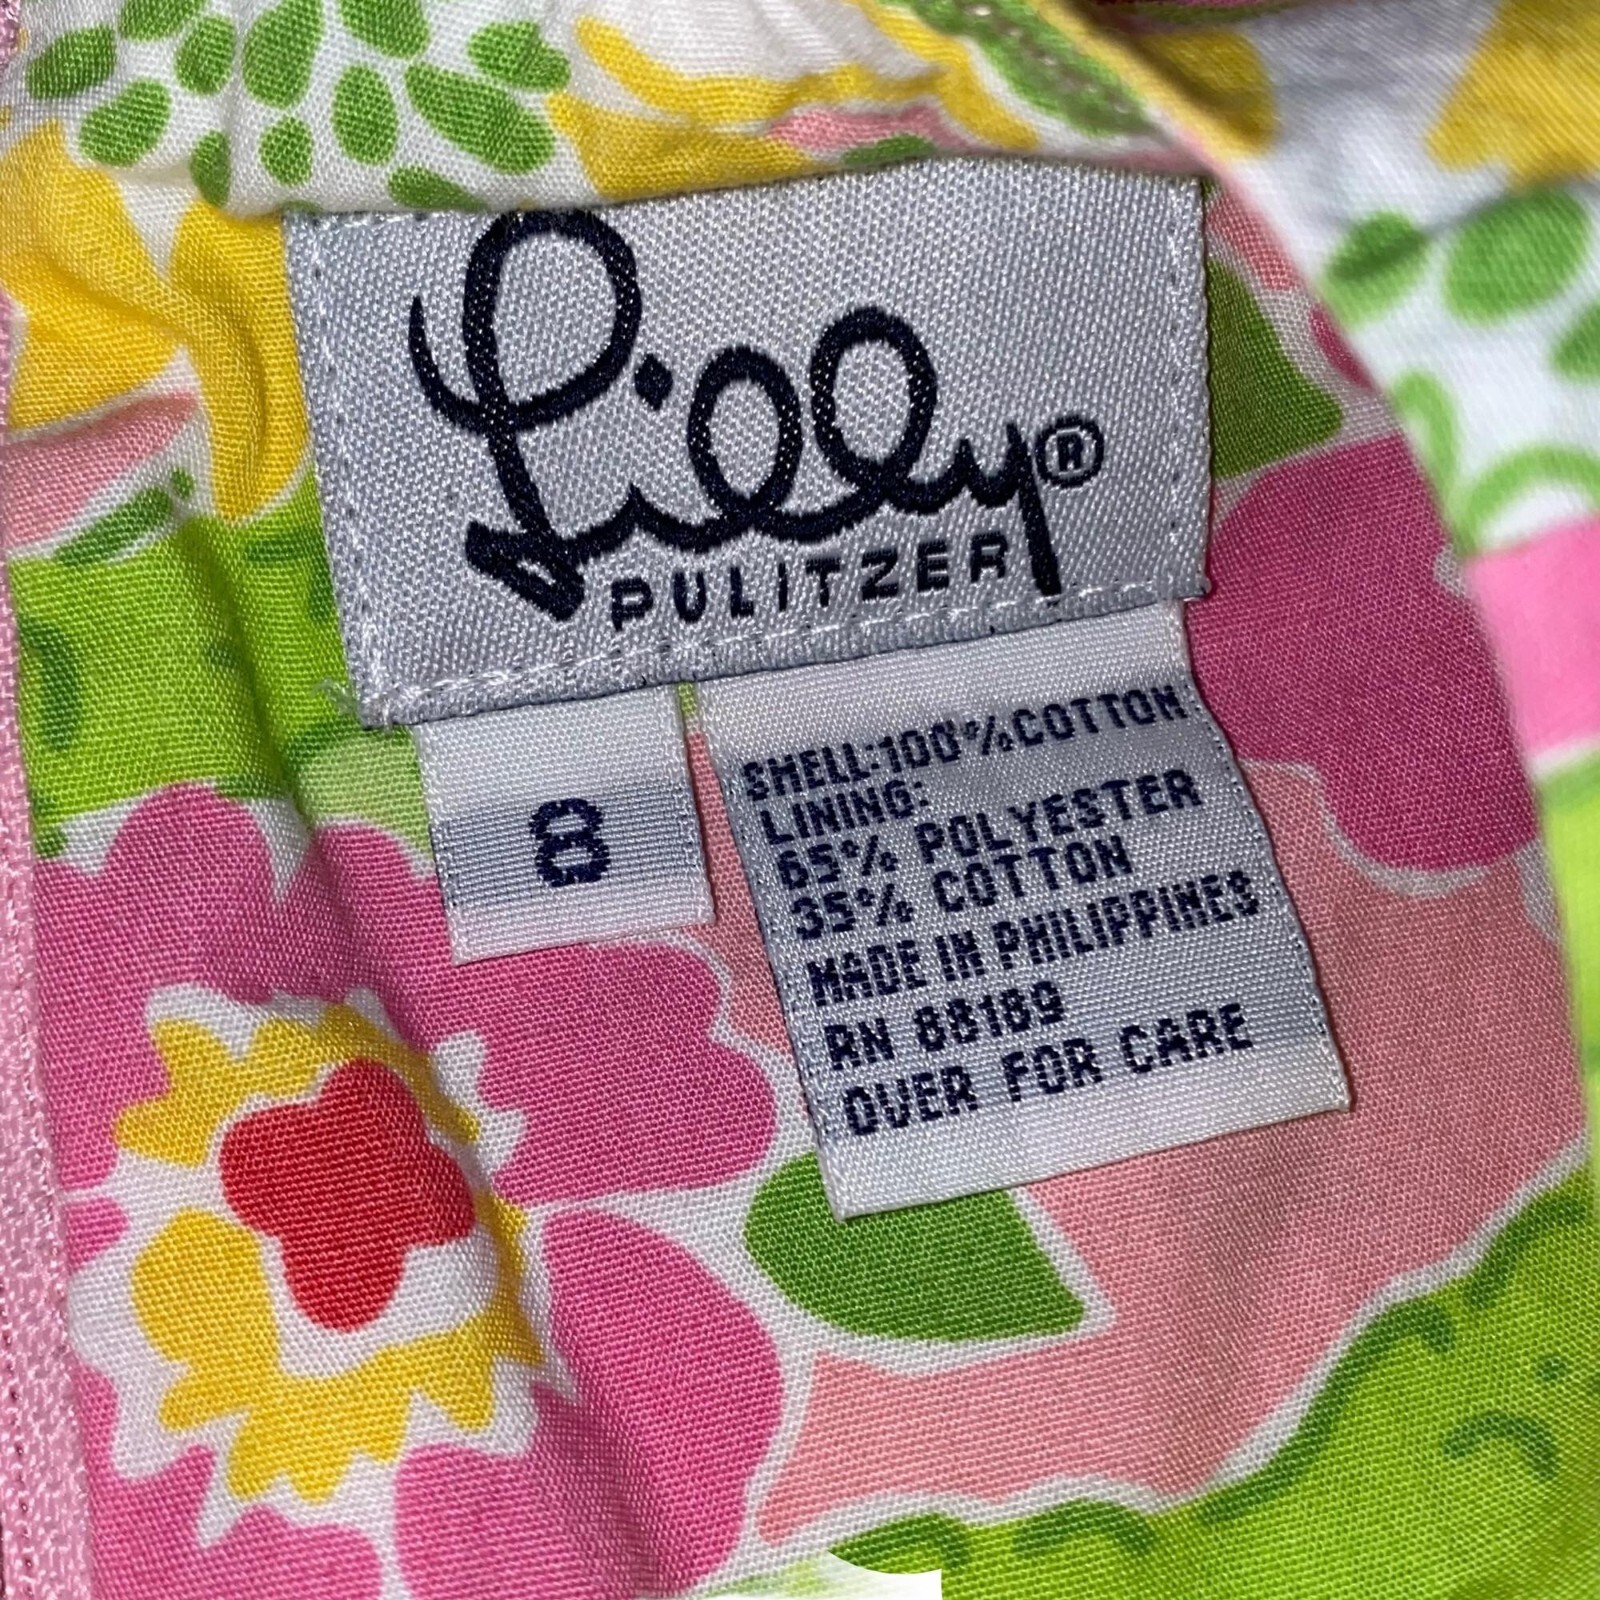 Lilly®
PULITZER
8
SHELL:100%COTTON
LINING:
65% POLYESTER
35% COTTON
MADE IN PHILIPPINES
RN 88189
OVER FOR CARE